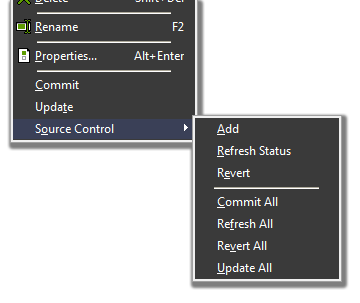 Delete Shift+Del
Rename F2
Properties... Alt+Enter
Commit
Update
Source Control
Add
Refresh Status
Revert
Commit All
Refresh All
Revert All
Update All